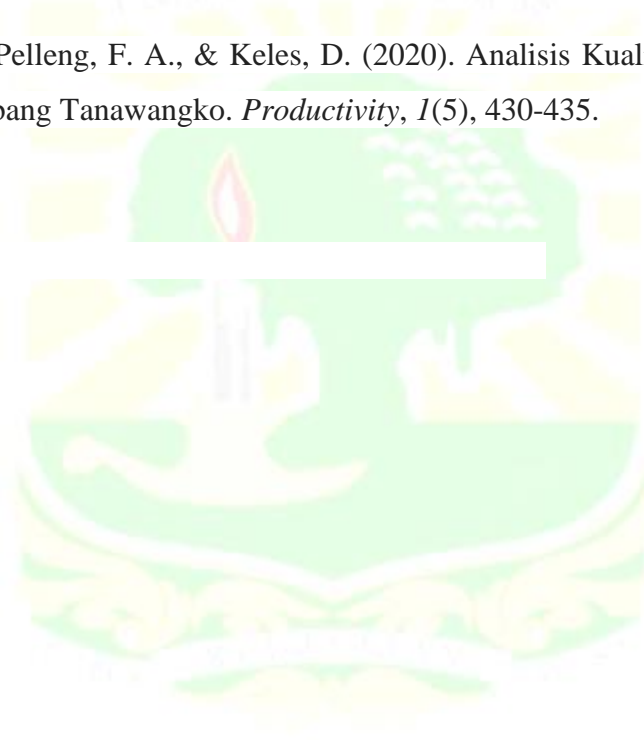 Pelleng, F. A., & Keles, D. (2020). Analisis Kual
bang Tanawangko. Productivity, 1(5), 430-435.